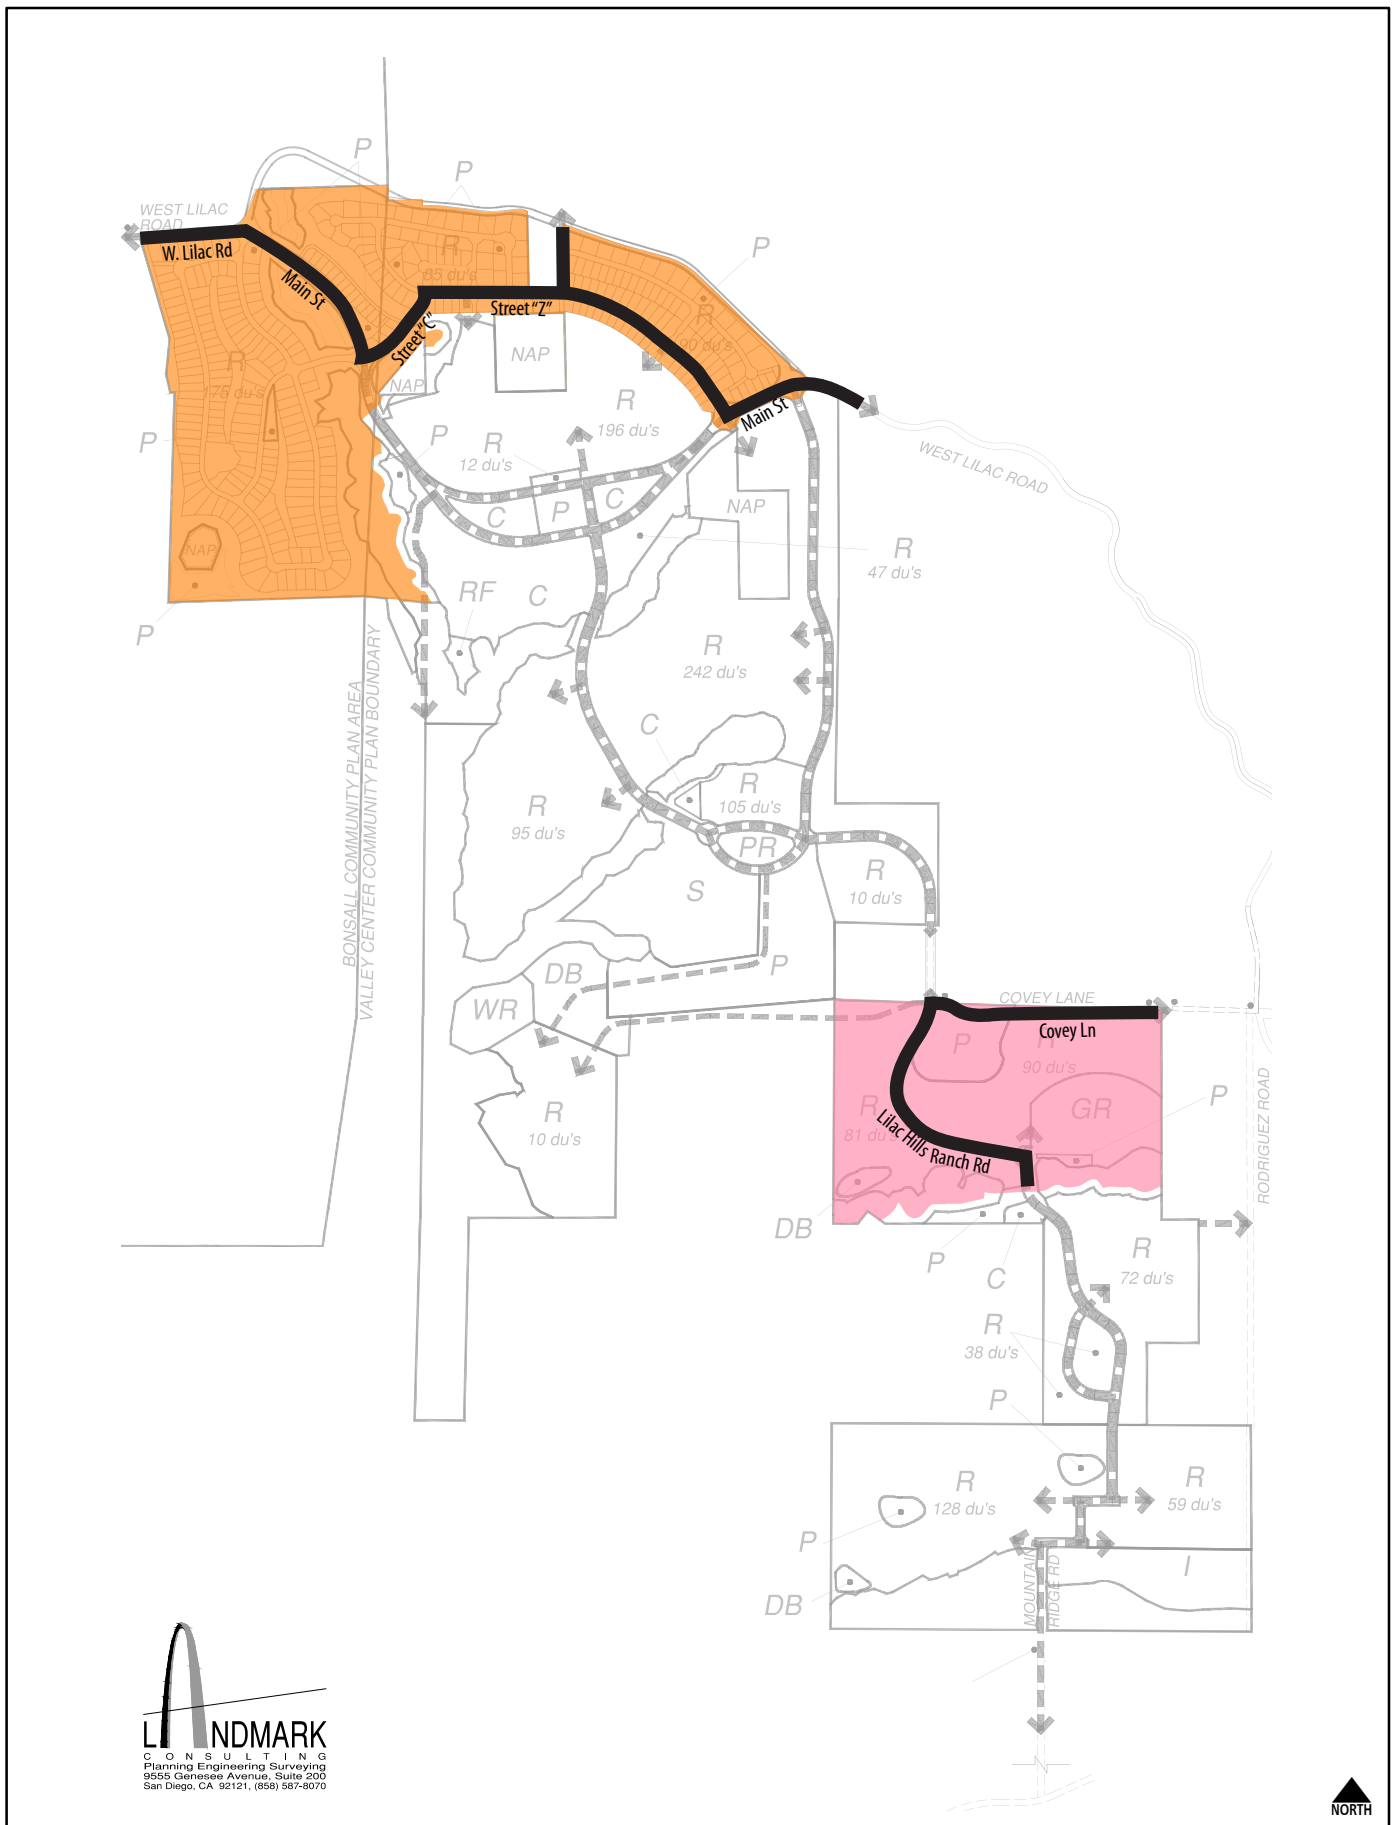 P
P
WEST LILAC
ROAD
W. Lilac Rd
R
85 du's
P
Main St
Street "Z"
Street "C"
R
90 du's
NAP
R
175 du's
NAP
R
196 du's
Main St
P
P
R
12 du's
WEST LILAC ROAD
C
P
C
NAP
NAP
R
47 du's
RF
C
P
R
242 du's
BONSALL COMMUNITY PLAN AREA
VALLEY CENTER COMMUNITY PLAN BOUNDARY
C
R
105 du's
R
95 du's
PR
R
10 du's
S
P
DB
WR
COVEY LANE
Covey Ln
P
R
90 du's
R
10 du's
R
81 du's
GR
P
Lilac Hills Ranch Rd
RODRIGUEZ ROAD
DB
P
C
R
72 du's
R
38 du's
P
R
128 du's
R
59 du's
P
DB
I
MOUNTAIN
RIDGE RD
LANDMARK
CONSULTING
Planning Engineering Surveying
9555 Genesee Avenue, Suite 200
San Diego, CA 92121, (858) 587-8070
NORTH